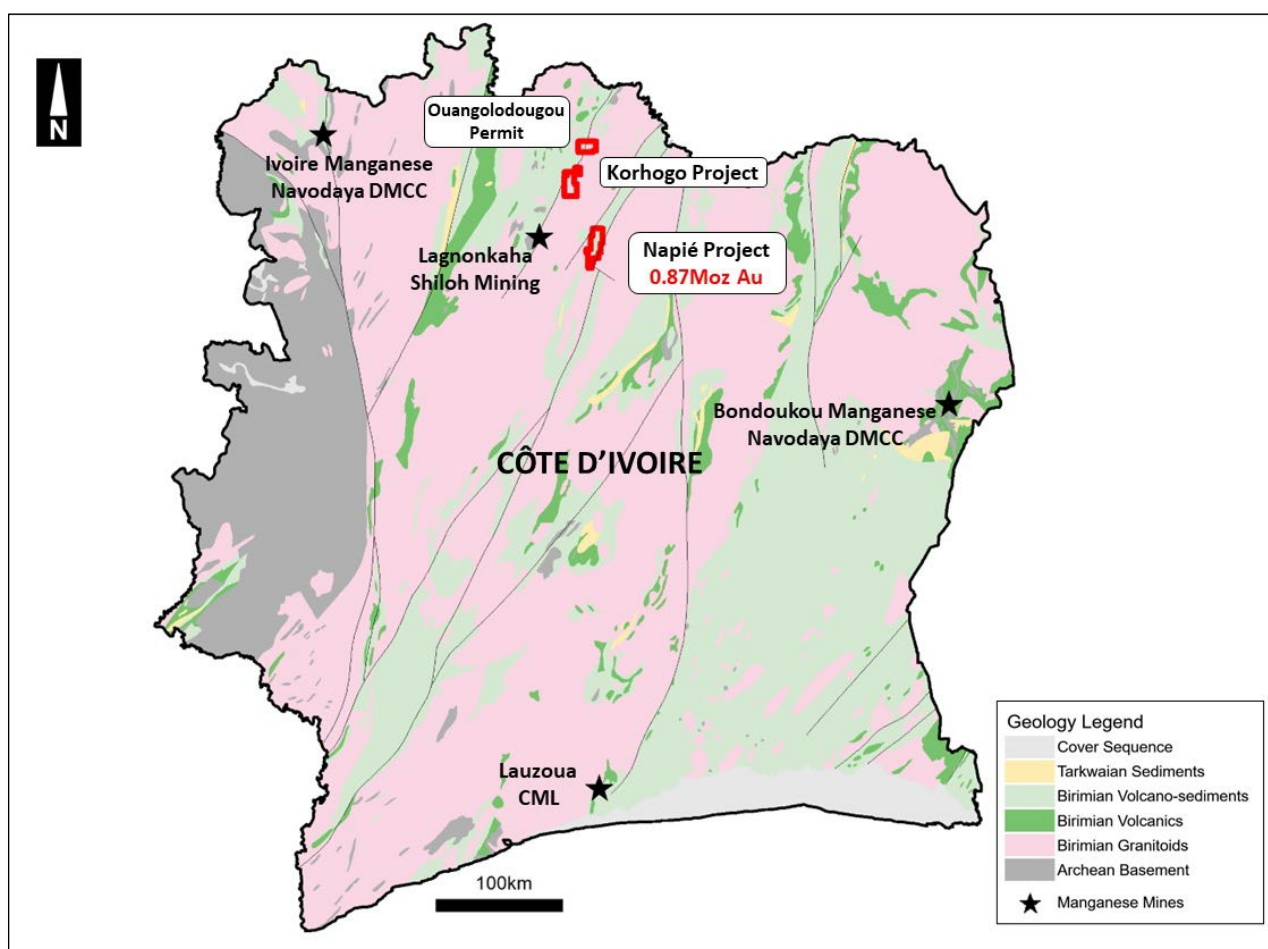 N
Ouangolodougou
Permit
Ivoire Manganese
Navodaya DMCC
Korhogo Project
Lagnonkaha
Shiloh Mining
Napié Project
0.87Moz Au
Bondoukou Manganese
Navodaya DMCC
CÔTE D'IVOIRE
Lauzoua
CML
100km
Geology Legend
Cover Sequence
Tarkwaian Sediments
Birimian Volcano-sediments
Birimian Volcanics
Birimian Granitoids
Archean Basement
Manganese Mines